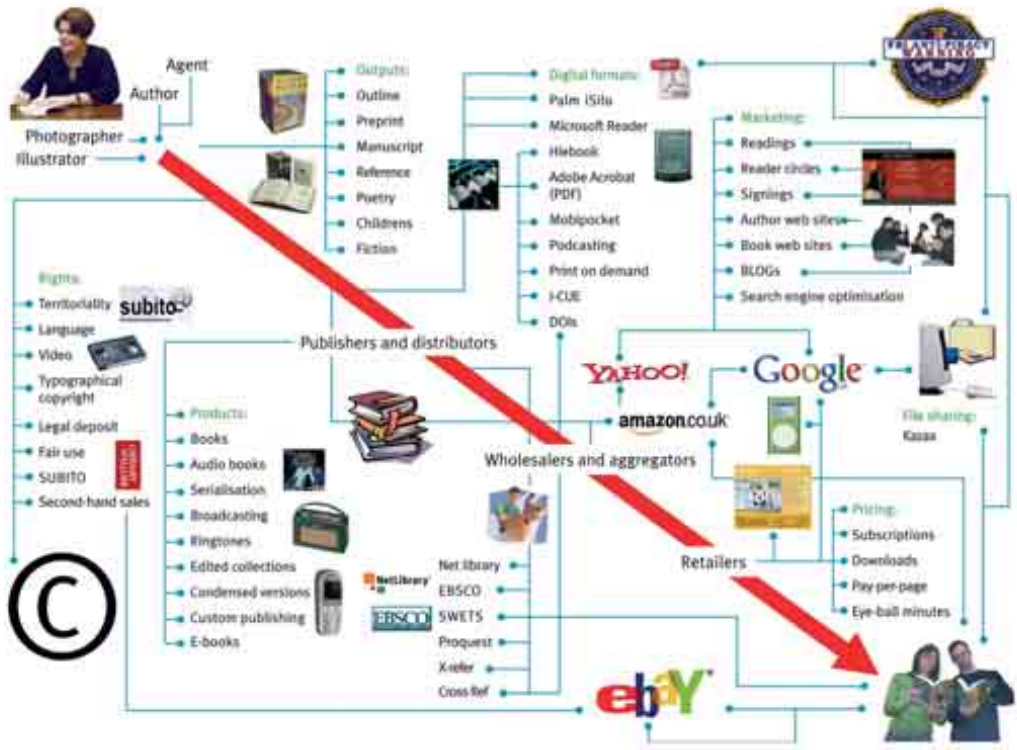 Agent
Author
Photographer
Illustrator
Outputs:
Outline
Preprint
Manuscript
Reference
Poetry
Childrens
Fiction
Digital formats:
Palm iSilo
Microsoft Reader
Hiebook
Adobe Acrobat
(PDF)
Mobipocket
Podcasting
Print on demand
I-CUE
DOIs
WARNING
Marketing:
Readings
Reader circles
Signings
Author web sites
Book web sites
BLOGs
Search engine optimisation
Rights:
Territoriality
subito
Language
Video
Typographical
copyright
Legal deposit
Fair use
SUBITO
Second-hand sales
©
Publishers and distributors
Products:
Books
Audio books
Serialisation
Broadcasting
Ringtones
Edited collections
Condensed versions
Custom publishing
E-books
YAHOO!
Google
amazon.co.uk
File sharing:
Kazaa
Wholesalers and aggregators
Net library
NetLibrary
EBSCO
EBSCO
SWETS
Proquest
X-refer
Cross Ref
Retailers
Pricing:
Subscriptions
Downloads
Pay-per-page
Eye-ball minutes
ebaY